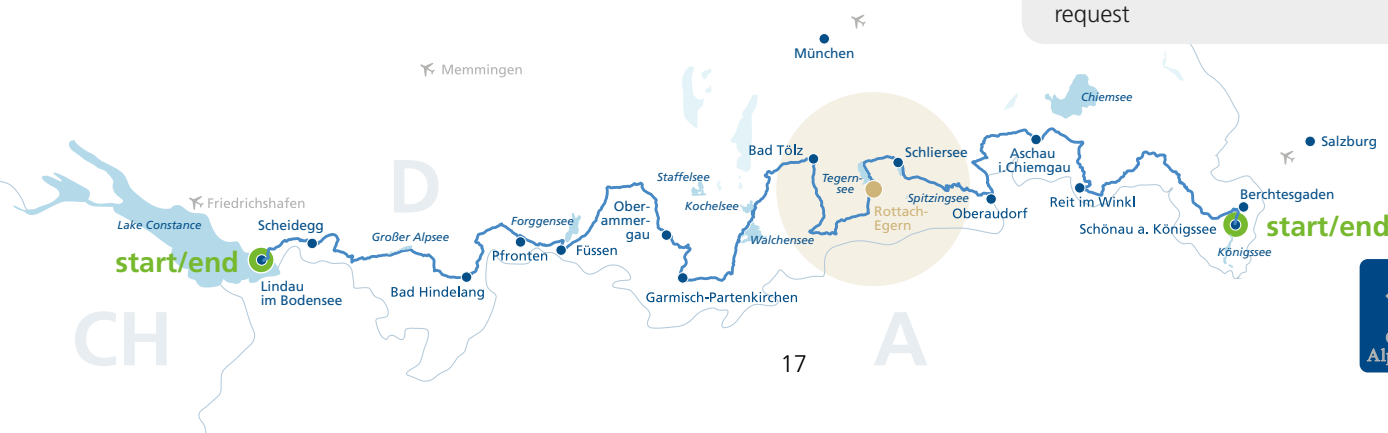 request
München
Memmingen
Chiemsee
Salzburg
Bad Tölz
Schliersee
Aschau
i.Chiemgau
Staffelsee
Tegern-
see
Spitzingsee
Kochelsee
Rottach-
Egern
Oberaudorf
Reit im Winkl
Berchtesgaden
D
Friedrichshafen
Lake Constance
Scheidegg
Großer Alpsee
Forggensee
Ober-
ammer-
gau
Walchensee
Schönau a. Königssee
start/end
Königssee
start/end
Pfronten
Füssen
Lindau
im Bodensee
Bad Hindelang
Garmisch-Partenkirchen
CH
A
17